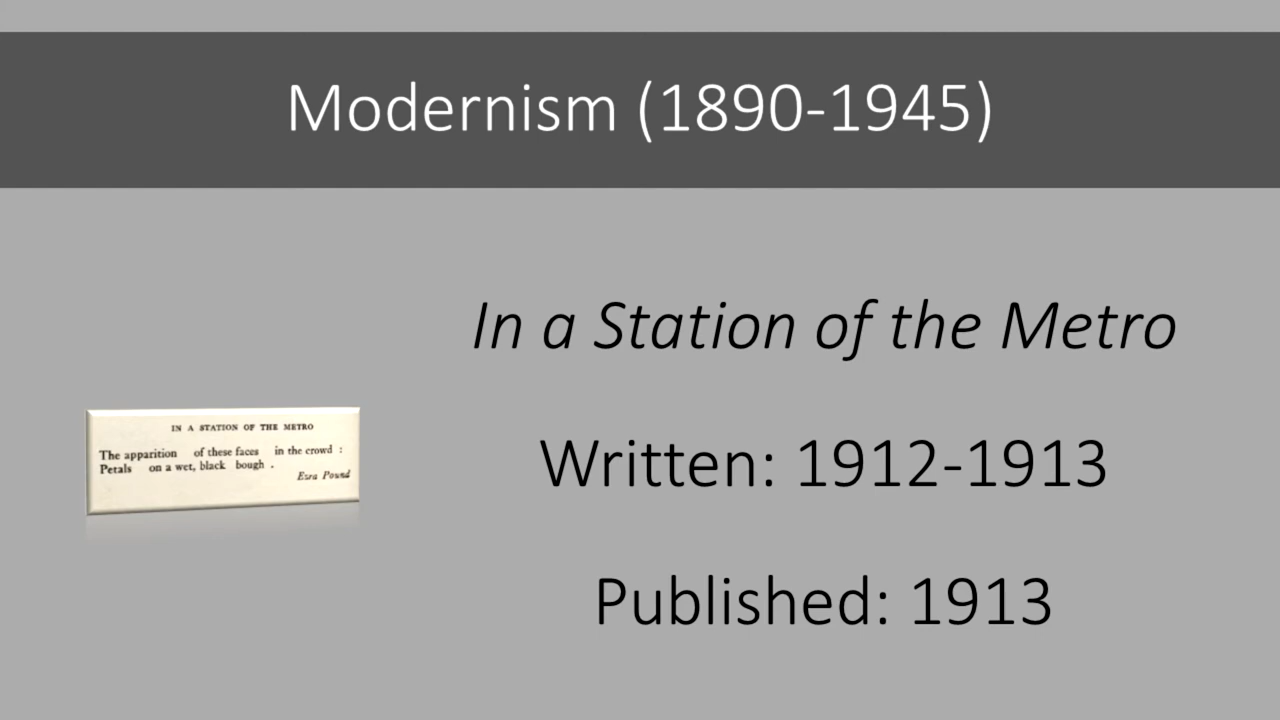 Modernism (1890-1945)
In a Station of the Metro
Written: 1912-1913
Published: 1913
IN A STATION OF THE METRO
The apparition of these faces in the crowd :
Petals on a wet, black bough .
Ezra Pound